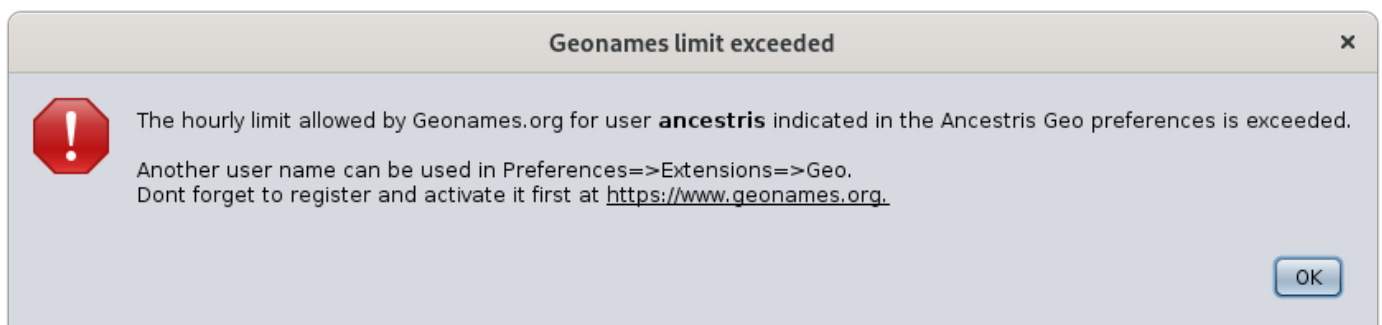 Geonames limit exceeded
The hourly limit allowed by Geonames.org for user ancestris indicated in the Ancestris Geo preferences is exceeded.
Another user name can be used in Preferences=>Extensions=>Geo.
Dont forget to register and activate it first at https://www.geonames.org.
OK